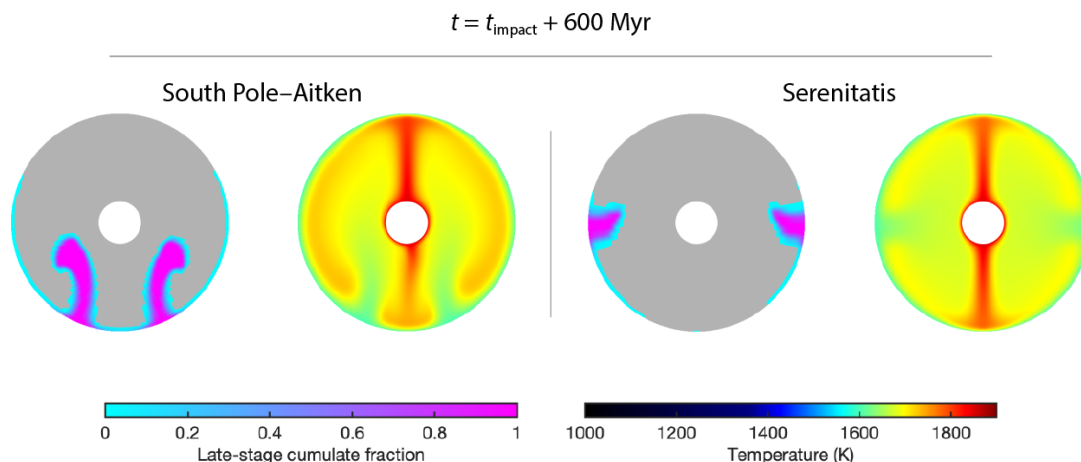 t = t_impact + 600 Myr
South Pole–Aitken
Serenitatis
0 0.2 0.4 0.6 0.8 1
Late-stage cumulate fraction
1000 1200 1400 1600 1800
Temperature (K)